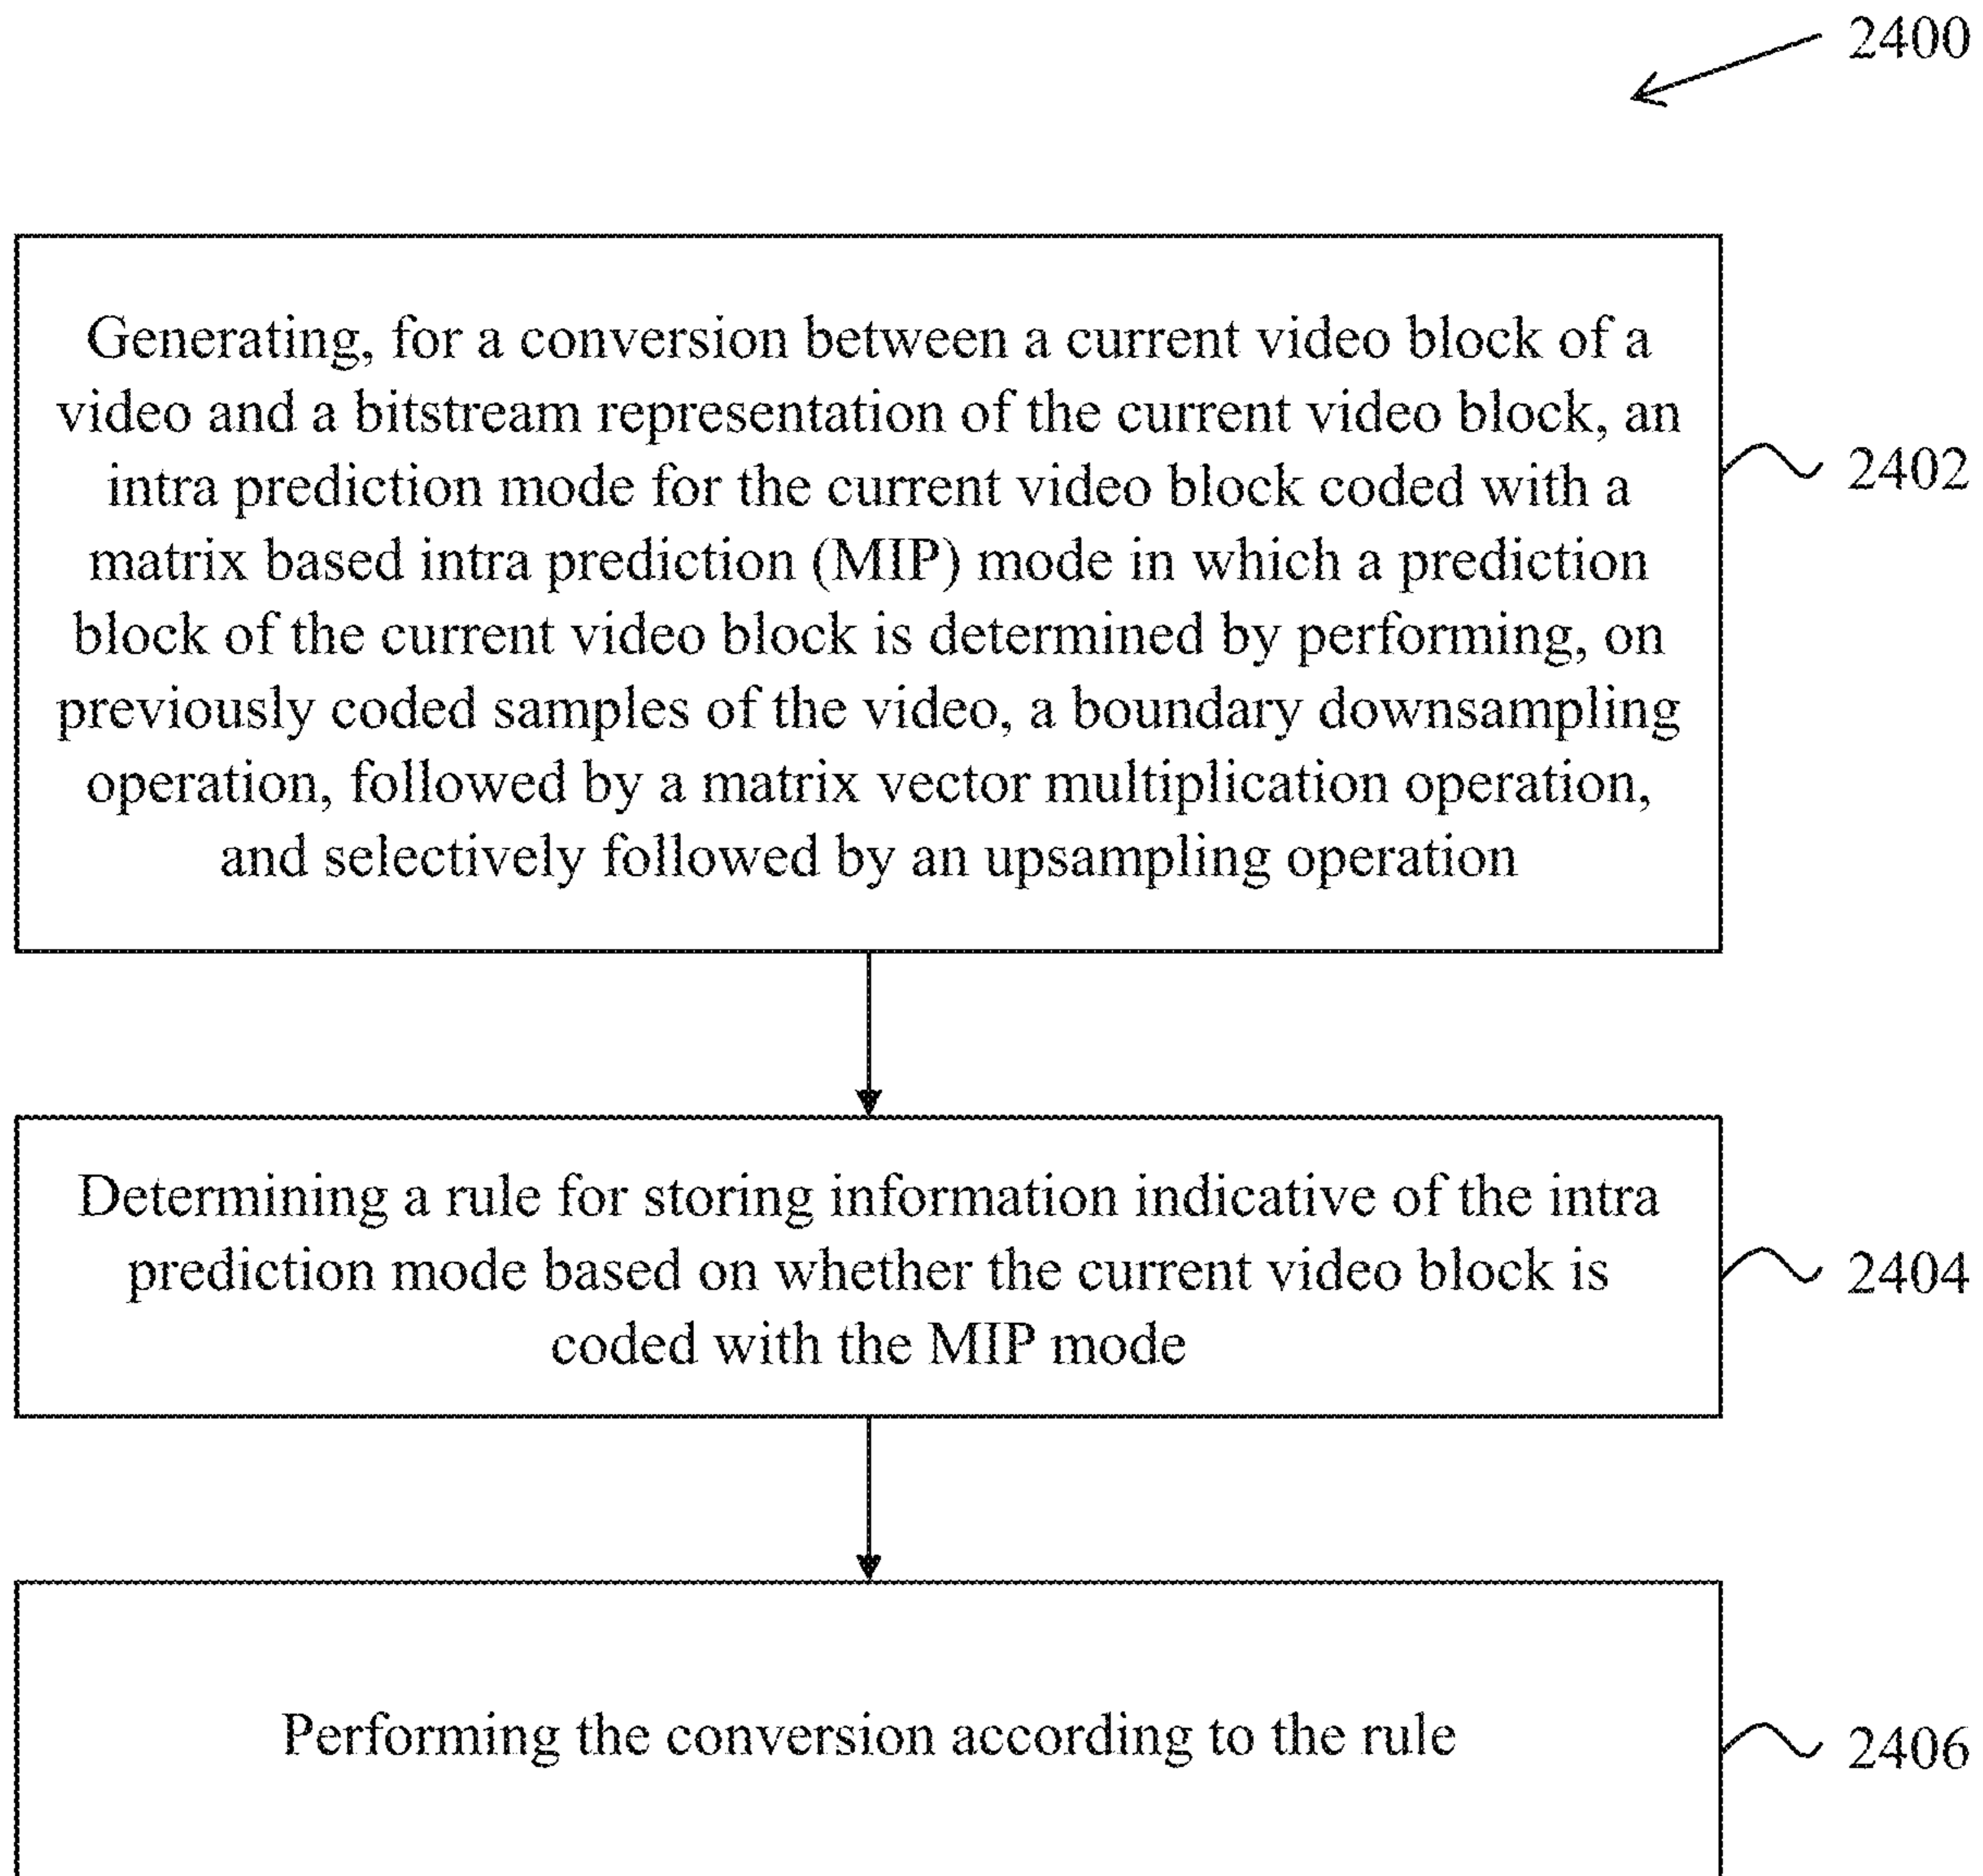 2400
Generating, for a conversion between a current video block of a
video and a bitstream representation of the current video block, an
intra prediction mode for the current video block coded with a
matrix based intra prediction (MIP) mode in which a prediction
block of the current video block is determined by performing, on
previously coded samples of the video, a boundary downsampling
operation, followed by a matrix vector multiplication operation,
and selectively followed by an upsampling operation
2402
Determining a rule for storing information indicative of the intra
prediction mode based on whether the current video block is
coded with the MIP mode
2404
Performing the conversion according to the rule
2406